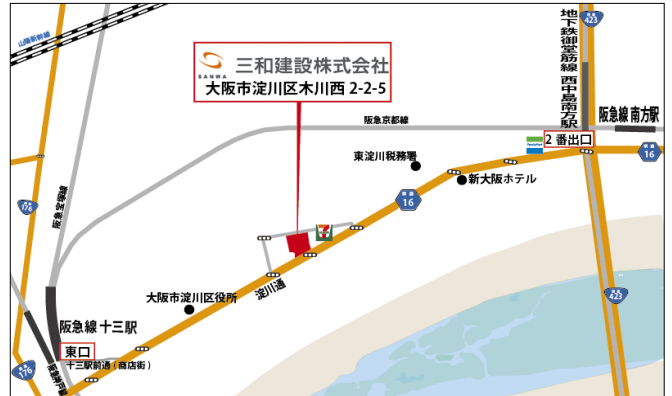 山陽新幹線
SANWA
三和建設株式会社
大阪市淀川区木川西 2-2-5
地下鉄御堂筋線 西中島南方駅
423
阪急線 南方駅
阪急京都線
2 番出口
FamilyMart
16
東淀川税務署
新大阪ホテル
16
176
阪急宝塚線
7
淀川通
大阪市淀川区役所
423
阪急線 十三駅
東口
十三駅前通(商店街)
176